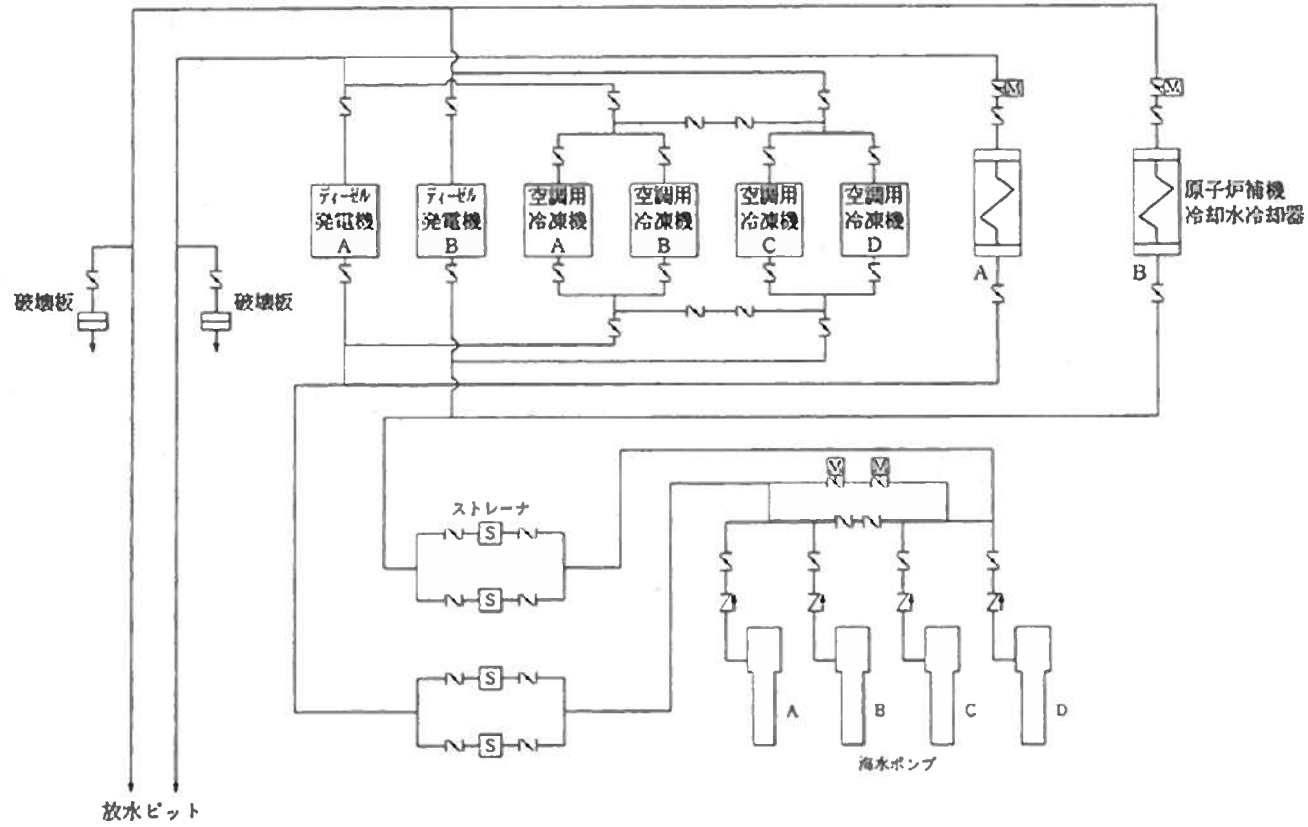 M
M
ディーゼル
発電機
A
ディーゼル
発電機
B
空調用
冷凍機
A
空調用
冷凍機
B
空調用
冷凍機
C
空調用
冷凍機
D
A
B
原子炉補機
冷却水冷却器
破壊板
破壊板
M
M
ストレーナ
S
S
S
S
A
B
C
D
海水ポンプ
放水ピット